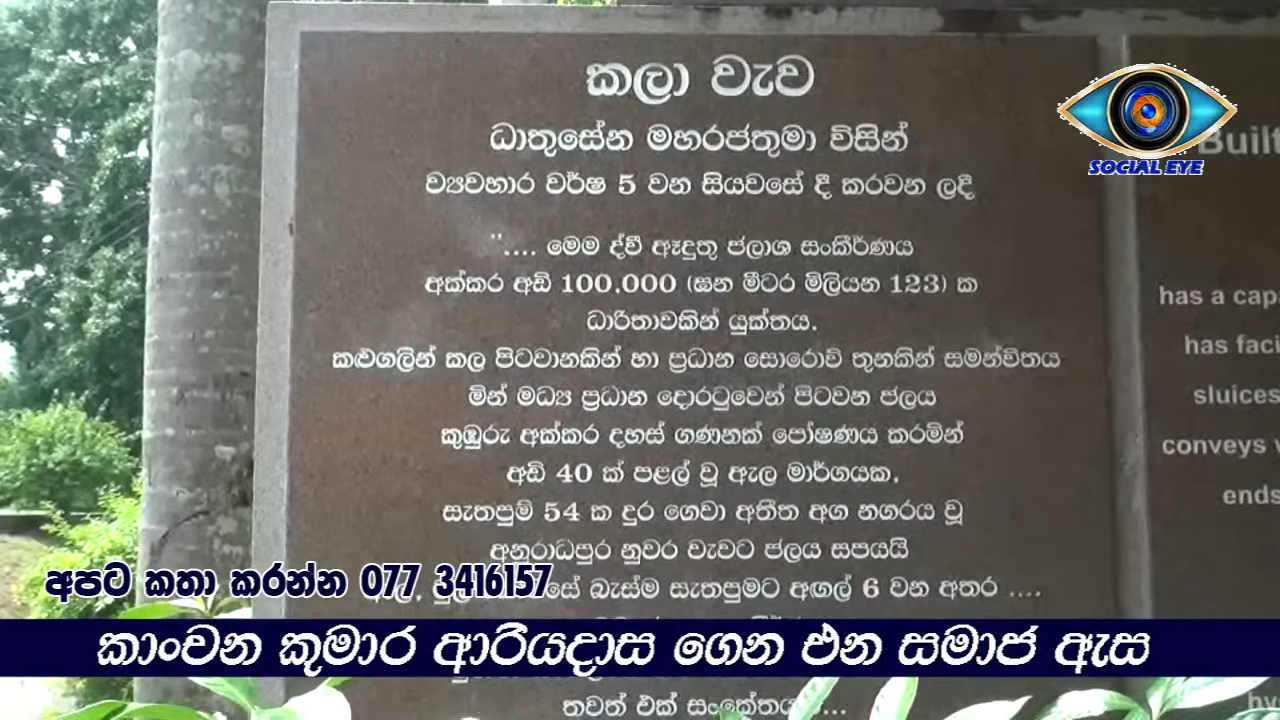 කලා වැව
ධාතුසේන මහරජතුමා විසින්
ව්‍යවහාර වර්ෂ 5 වන සියවසේ දී කරවන ලදී
".... මෙම ද්වී ඈඳුතු ජලාශ සංකීර්ණය
අක්කර අඩි 100,000 (ඝන මීටර මිලියන 123) ක
ධාරිතාවකින් යුක්තය.
කළුගලින් කල පිටවානකින් හා ප්‍රධාන සොරොව් තුනකින් සමන්විතය
මින් මධ්‍ය ප්‍රධාන දොරටුවෙන් පිටවන ජලය
කුඹුරු අක්කර දහස් ගණනක් පෝෂණය කරමින්
අඩි 40 ක් පළල් වූ ඇල මාර්ගයක,
සැතපුම් 54 ක දුර ගෙවා අතීත අග නගරය වූ
අනුරාධපුර නුවර වැවට ජලය සපයයි
සේ බැස්ම සැතපුමට අඟල් 6 වන අතර ....
තවත් එක් සංකේතයකි...
SOCIAL EYE
Built
has a cap
has faci
sluices
conveys
ends
by
අපට කතා කරන්න 077 3416157
කාංචන කුමාර ආරියදාස ගෙන එන සමාජ ඇස